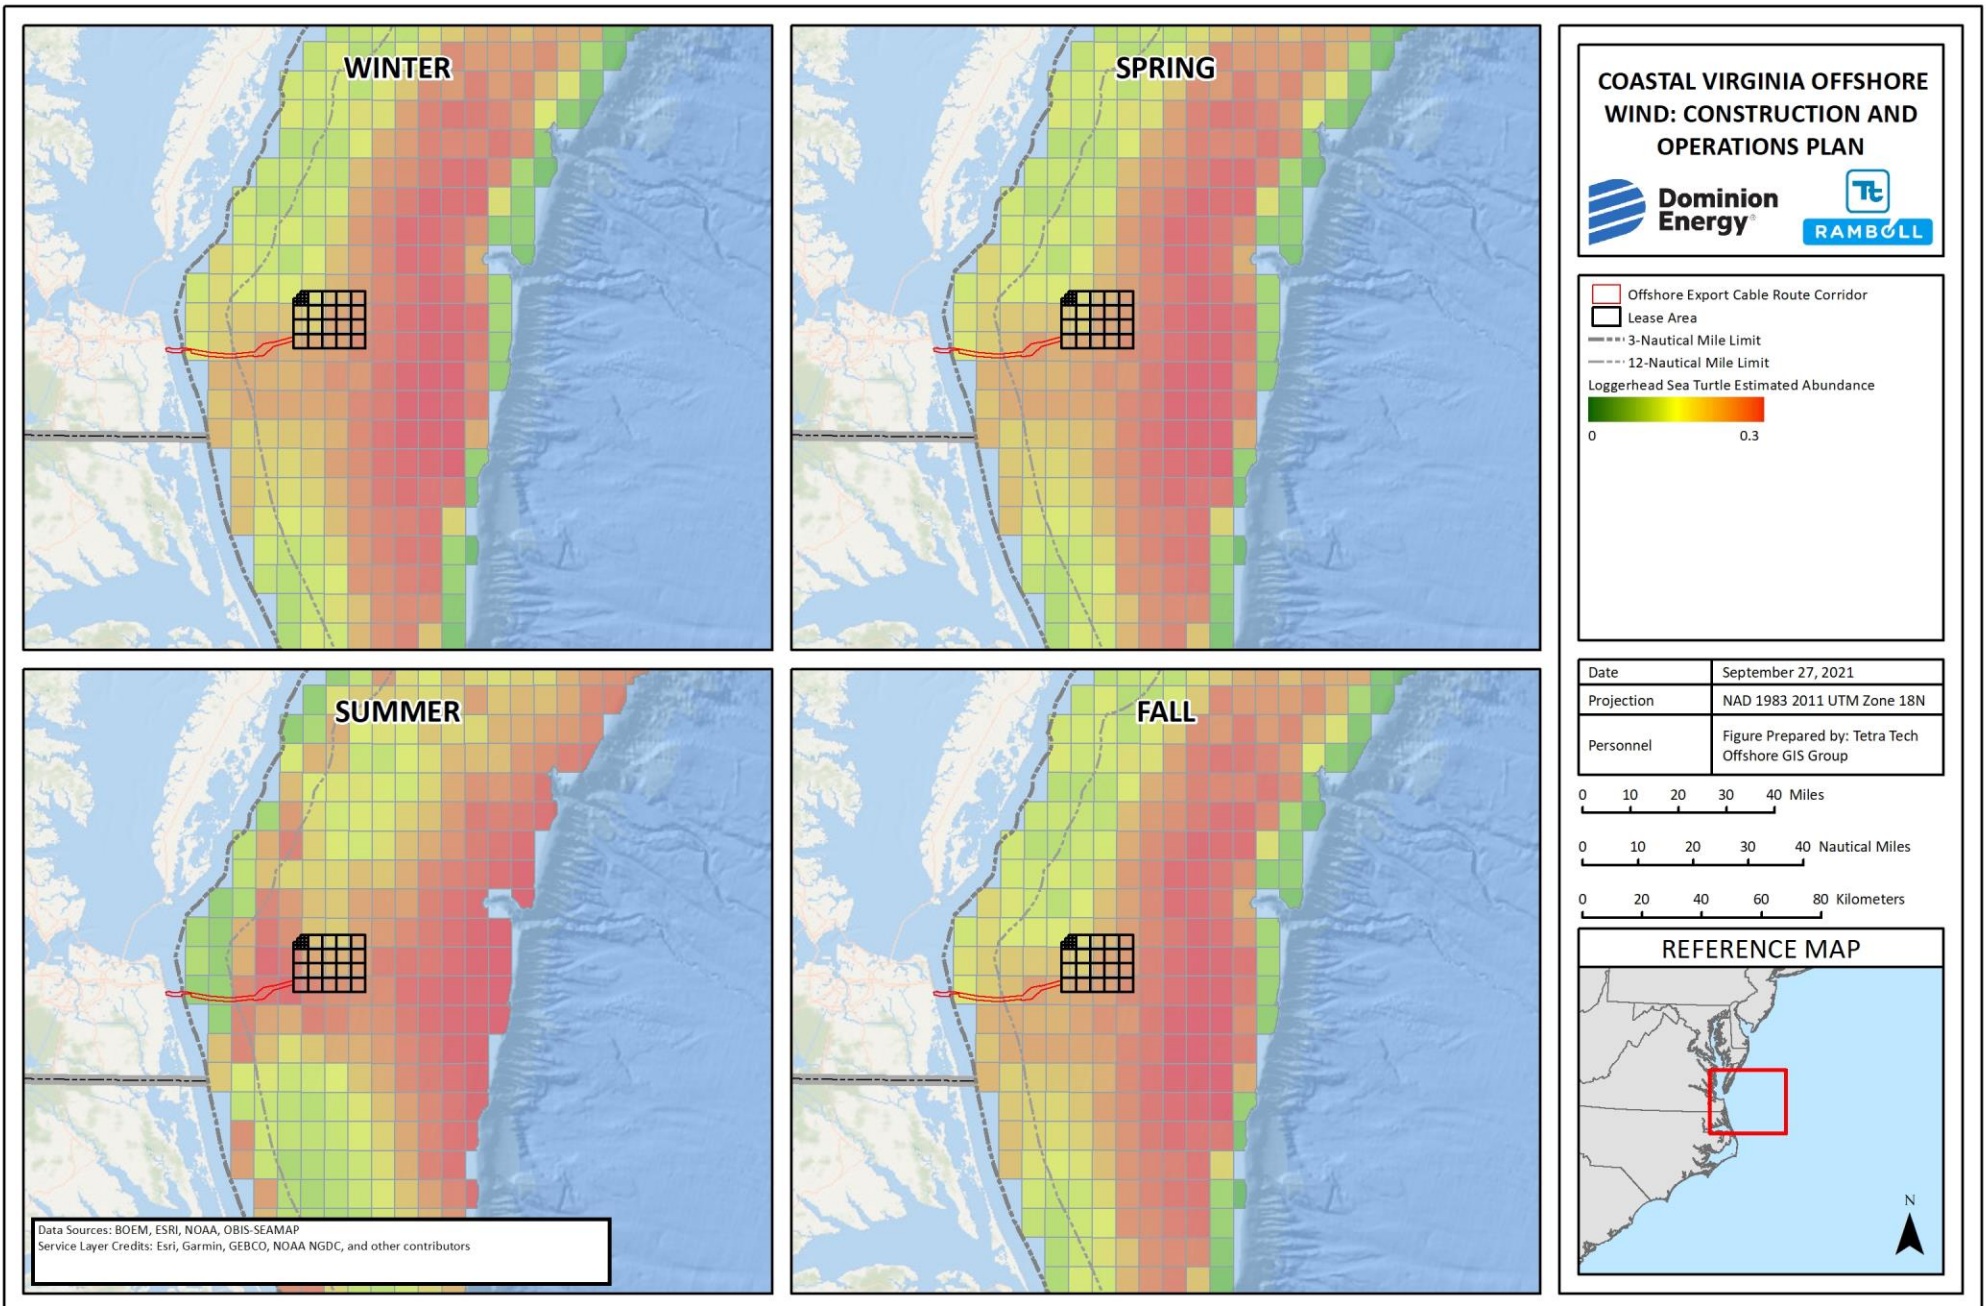 WINTER
SPRING
SUMMER
FALL
Data Sources: BOEM, ESRI, NOAA, OBIS-SEAMAP
Service Layer Credits: Esri, Garmin, GEBCO, NOAA NGDC, and other contributors
COASTAL VIRGINIA OFFSHORE
WIND: CONSTRUCTION AND
OPERATIONS PLAN
Dominion
Energy®
Tt
RAMBOLL
Offshore Export Cable Route Corridor
Lease Area
3-Nautical Mile Limit
12-Nautical Mile Limit
Loggerhead Sea Turtle Estimated Abundance
0 0.3
Date September 27, 2021
Projection NAD 1983 2011 UTM Zone 18N
Personnel Figure Prepared by: Tetra Tech
Offshore GIS Group
0 10 20 30 40 Miles
0 10 20 30 40 Nautical Miles
0 20 40 60 80 Kilometers
REFERENCE MAP
N